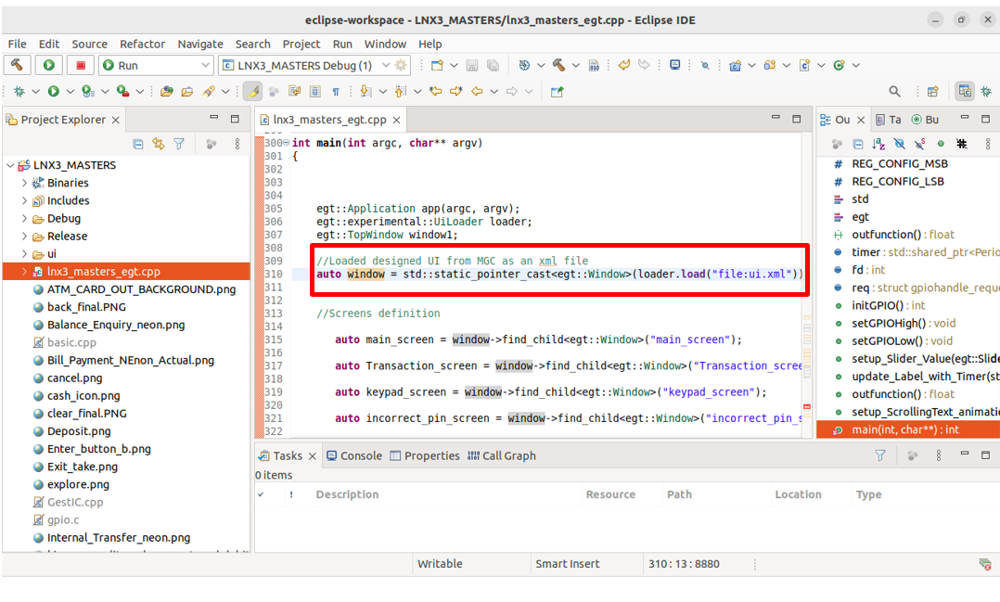 eclipse-workspace - LNX3_MASTERS/lnx3_masters_egt.cpp - Eclipse IDE
File Edit Source Refactor Navigate Search Project Run Window Help
Run
LNX3_MASTERS Debug (1)
Project Explorer
LNX3_MASTERS
Binaries
Includes
Debug
Release
ui
lnx3_masters_egt.cpp
ATM_CARD_OUT_BACKGROUND.png
back_final.PNG
Balance_Enquiry_neon.png
basic.cpp
Bill_Payment_NEnon_Actual.png
cancel.png
cash_icon.png
clear_final.PNG
Deposit.png
Enter_button_b.png
Exit_take.png
explore.png
GestIC.cpp
gpio.c
Internal_Transfer_neon.png
lnx3_masters_egt.cpp
300 int main(int argc, char** argv)
301 {
302
303
304
305 egt::Application app(argc, argv);
306 egt::experimental::UiLoader loader;
307 egt::TopWindow window1;
308
309 //Loaded designed UI from MGC as an xml file
310 auto window = std::static_pointer_cast<egt::Window>(loader.load("file:ui.xml"))
311
312
313 //Screens definition
314
315 auto main_screen = window->find_child<egt::Window>("main_screen");
316
317 auto Transaction_screen = window->find_child<egt::Window>("Transaction_scree
318
319 auto keypad_screen = window->find_child<egt::Window>("keypad_screen");
320
321 auto incorrect_pin_screen = window->find_child<egt::Window>("incorrect_pin_s
322
Ou Ta Bu
REG_CONFIG_MSB
REG_CONFIG_LSB
std
egt
outfunction() : float
timer : std::shared_ptr<Perio
fd : int
req : struct gpiohandle_reque
initGPIO() : int
setGPIOHigh() : void
setGPIOLow() : void
setup_Slider_Value(egt::Slide
update_Label_with_Timer(st
outfunction() : float
setup_ScrollingText_animatio
main(int, char**) : int
Tasks Console Properties Call Graph
0 items
! Description Resource Path Location Type
Writable Smart Insert 310 : 13 : 8880